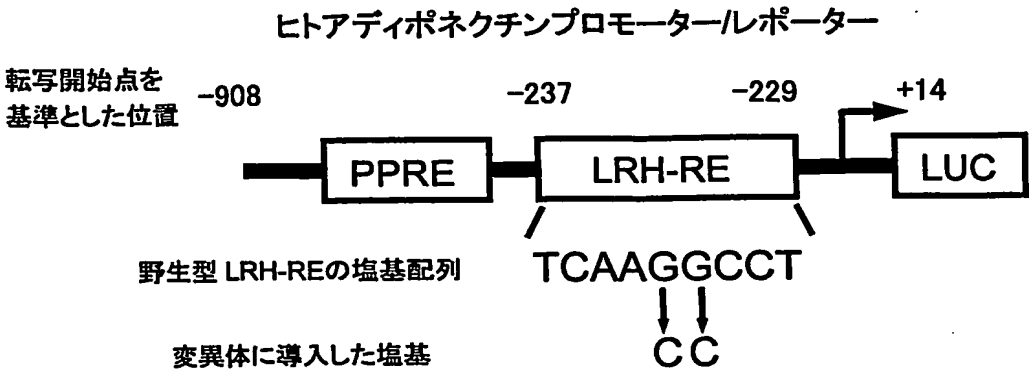 ヒトアディポネクチンプロモーター/レポーター
転写開始点を
基準とした位置
-908
-237
-229
+14
PPRE
LRH-RE
LUC
野生型 LRH-REの塩基配列
TCAAGGCCT
変異体に導入した塩基
CC